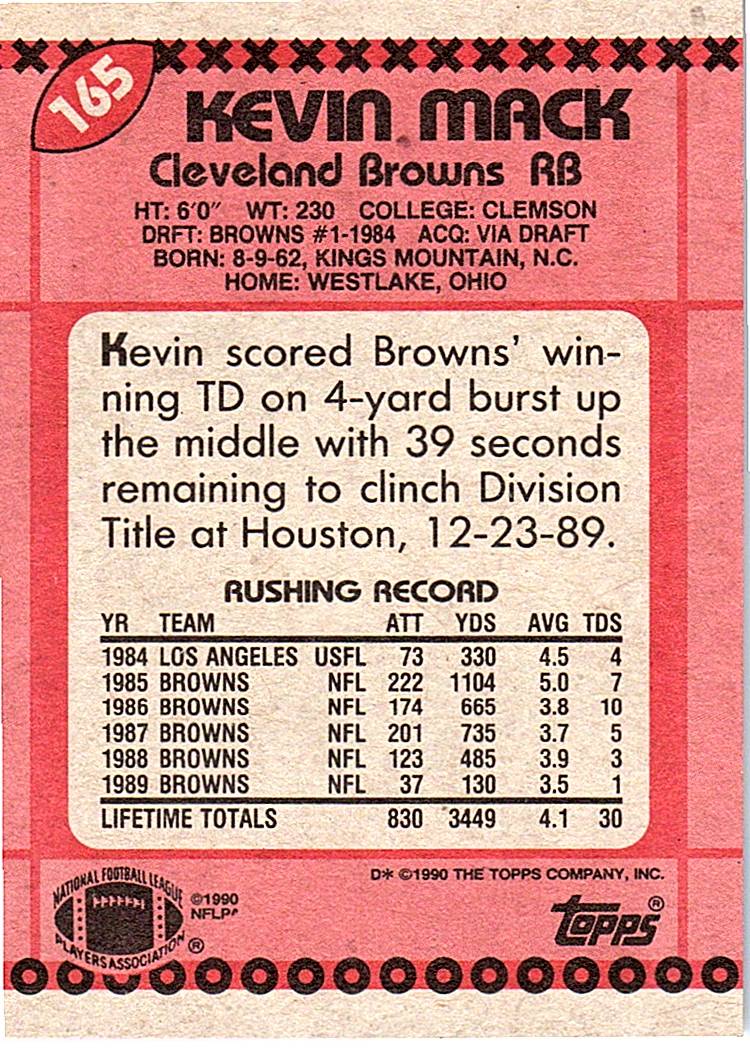 165
KEVIN MACK
Cleveland Browns RB
HT: 6'0" WT: 230 COLLEGE: CLEMSON
DRFT: BROWNS #1-1984 ACQ: VIA DRAFT
BORN: 8-9-62, KINGS MOUNTAIN, N.C.
HOME: WESTLAKE, OHIO
Kevin scored Browns' win-
ning TD on 4-yard burst up
the middle with 39 seconds
remaining to clinch Division
Title at Houston, 12-23-89.
RUSHING RECORD
YR TEAM ATT YDS AVG TDS
1984 LOS ANGELES USFL 73 330 4.5 4
1985 BROWNS NFL 222 1104 5.0 7
1986 BROWNS NFL 174 665 3.8 10
1987 BROWNS NFL 201 735 3.7 5
1988 BROWNS NFL 123 485 3.9 3
1989 BROWNS NFL 37 130 3.5 1
LIFETIME TOTALS 830 3449 4.1 30
D* ©1990 THE TOPPS COMPANY, INC.
NATIONAL FOOTBALL LEAGUE
PLAYERS ASSOCIATION ®
©1990
topps ®